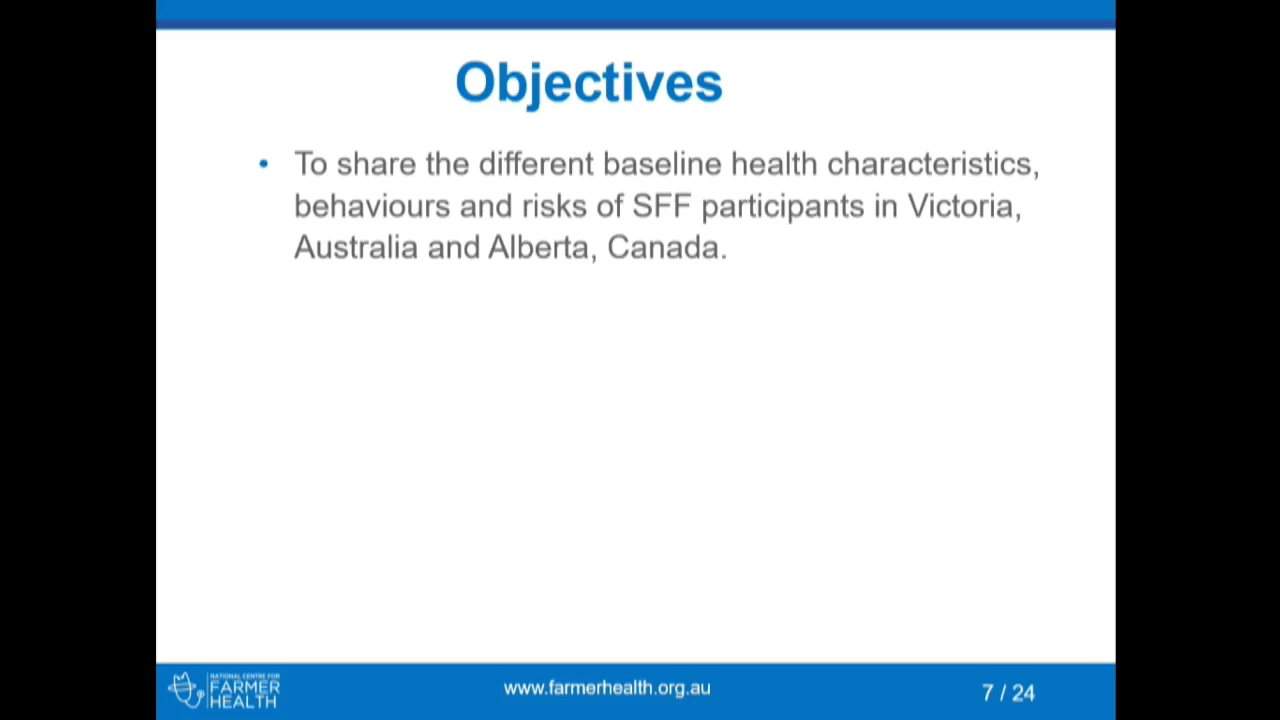 Objectives
• To share the different baseline health characteristics,
behaviours and risks of SFF participants in Victoria,
Australia and Alberta, Canada.
NATIONAL CENTRE FOR
FARMER
HEALTH
www.farmerhealth.org.au
7 / 24